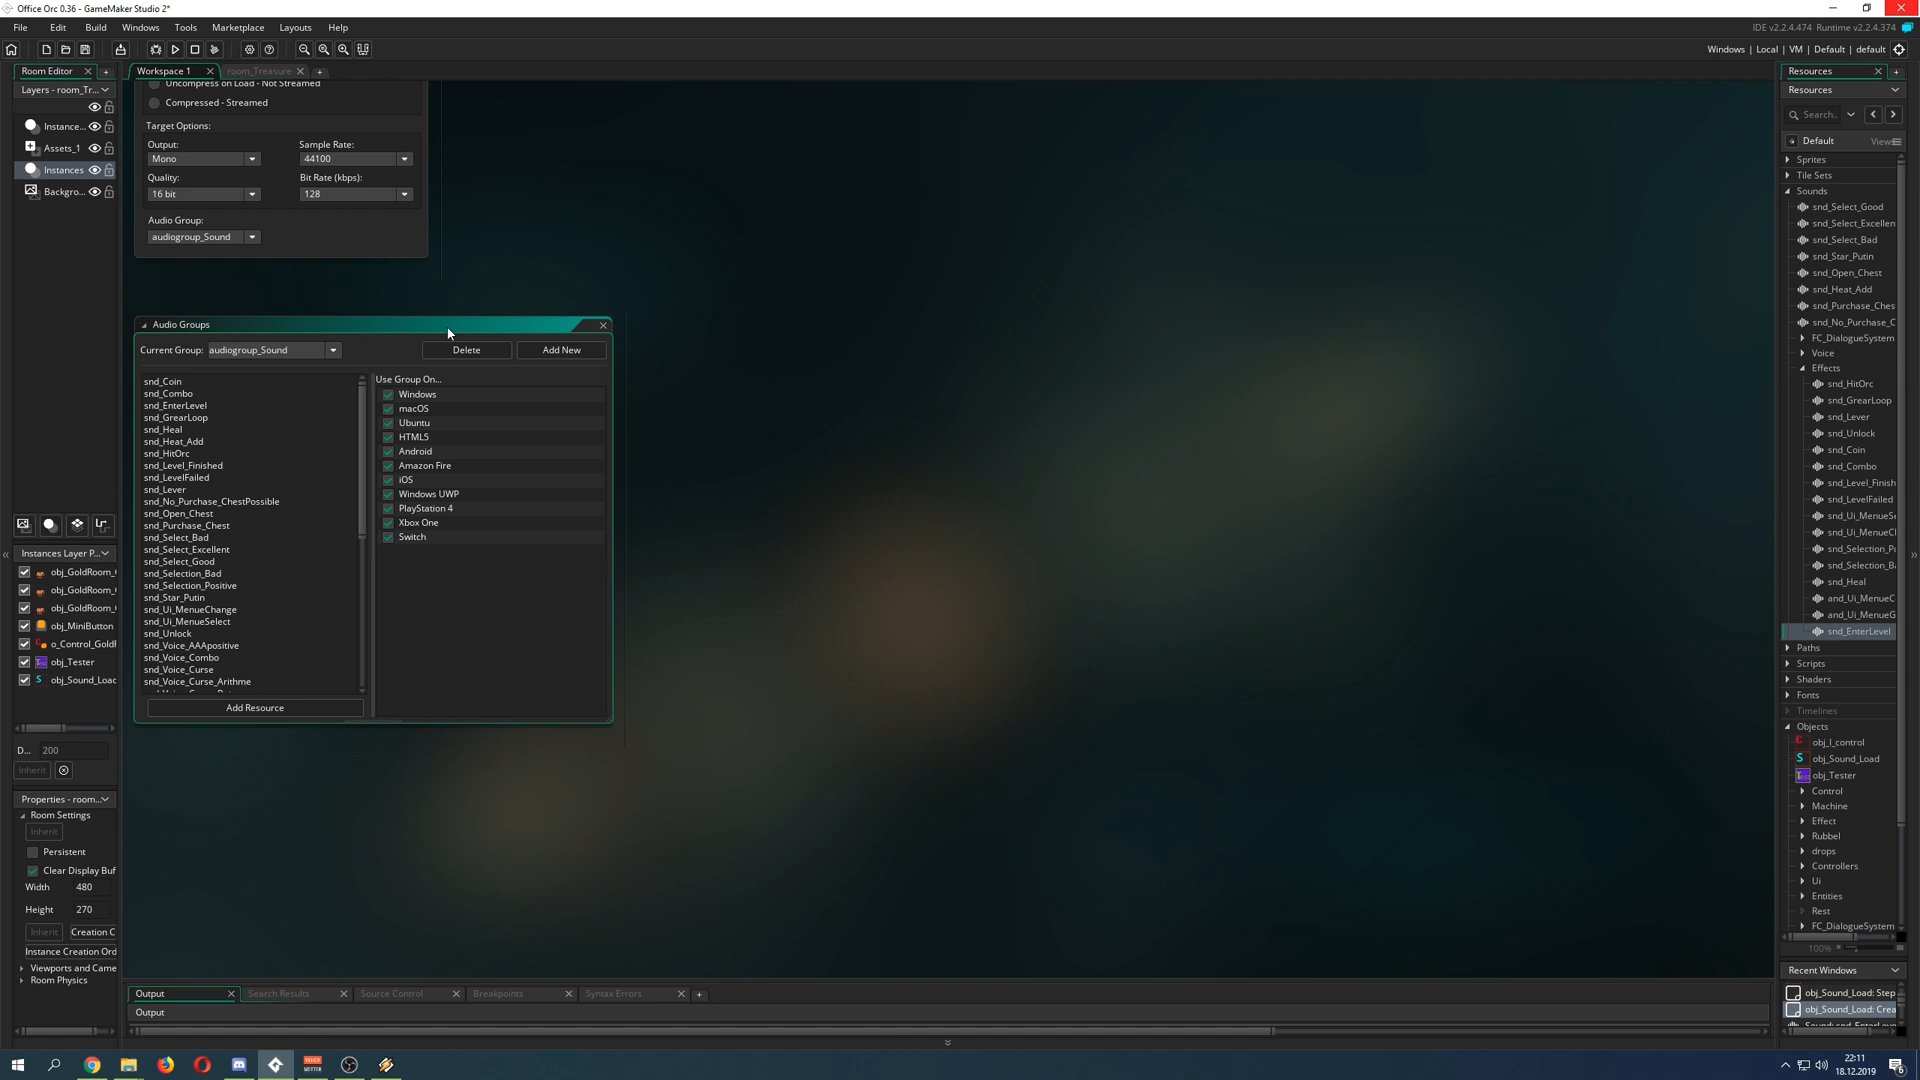 Office Orc 0.36 - GameMaker Studio 2*
File Edit Build Windows Tools Marketplace Layouts Help
IDE v2.2.4.474 Runtime v2.2.4.374
Windows | Local | VM | Default | default
Room Editor
Layers - room_Tr...
Instance...
Assets_1
Instances
Backgro...
Instances Layer P...
obj_GoldRoom_
obj_GoldRoom_
obj_GoldRoom_
obj_MiniButton
o_Control_Gold
obj_Tester
obj_Sound_Load
D... 200
Inherit
Properties - room...
Room Settings
Inherit
Persistent
Clear Display Buf
Width 480
Height 270
Inherit Creation C
Instance Creation Ord
Viewports and Came
Room Physics
Workspace 1 room_Treasure
Uncompress on Load - Not Streamed
Compressed - Streamed
Target Options:
Output: Sample Rate:
Mono 44100
Quality: Bit Rate (kbps):
16 bit 128
Audio Group:
audiogroup_Sound
Audio Groups
Current Group: audiogroup_Sound Delete Add New
snd_Coin
snd_Combo
snd_EnterLevel
snd_GrearLoop
snd_Heal
snd_Heat_Add
snd_HitOrc
snd_Level_Finished
snd_LevelFailed
snd_Lever
snd_No_Purchase_ChestPossible
snd_Open_Chest
snd_Purchase_Chest
snd_Select_Bad
snd_Select_Excellent
snd_Select_Good
snd_Selection_Bad
snd_Selection_Positive
snd_Star_Putin
snd_Ui_MenueChange
snd_Ui_MenueSelect
snd_Unlock
snd_Voice_AAApositive
snd_Voice_Combo
snd_Voice_Curse
snd_Voice_Curse_Arithme
Add Resource
Use Group On...
Windows
macOS
Ubuntu
HTML5
Android
Amazon Fire
iOS
Windows UWP
PlayStation 4
Xbox One
Switch
Output Search Results Source Control Breakpoints Syntax Errors
Output
Resources
Resources
Search...
Default Views
Sprites
Tile Sets
Sounds
snd_Select_Good
snd_Select_Excellen
snd_Select_Bad
snd_Star_Putin
snd_Open_Chest
snd_Heat_Add
snd_Purchase_Ches
snd_No_Purchase_C
FC_DialogueSystem
Voice
Effects
snd_HitOrc
snd_GrearLoop
snd_Lever
snd_Unlock
snd_Coin
snd_Combo
snd_Level_Finish
snd_LevelFailed
snd_Ui_MenueSe
snd_Ui_MenueCl
snd_Selection_Po
snd_Selection_Ba
snd_Heal
and_Ui_MenueC
and_Ui_MenueG
snd_EnterLevel
Paths
Scripts
Shaders
Fonts
Timelines
Objects
obj_l_control
obj_Sound_Load
obj_Tester
Control
Machine
Effect
Rubbel
drops
Controllers
Ui
Entities
Rest
FC_DialogueSystem
100%
Recent Windows
obj_Sound_Load: Step
obj_Sound_Load: Crea
22:11
18.12.2019